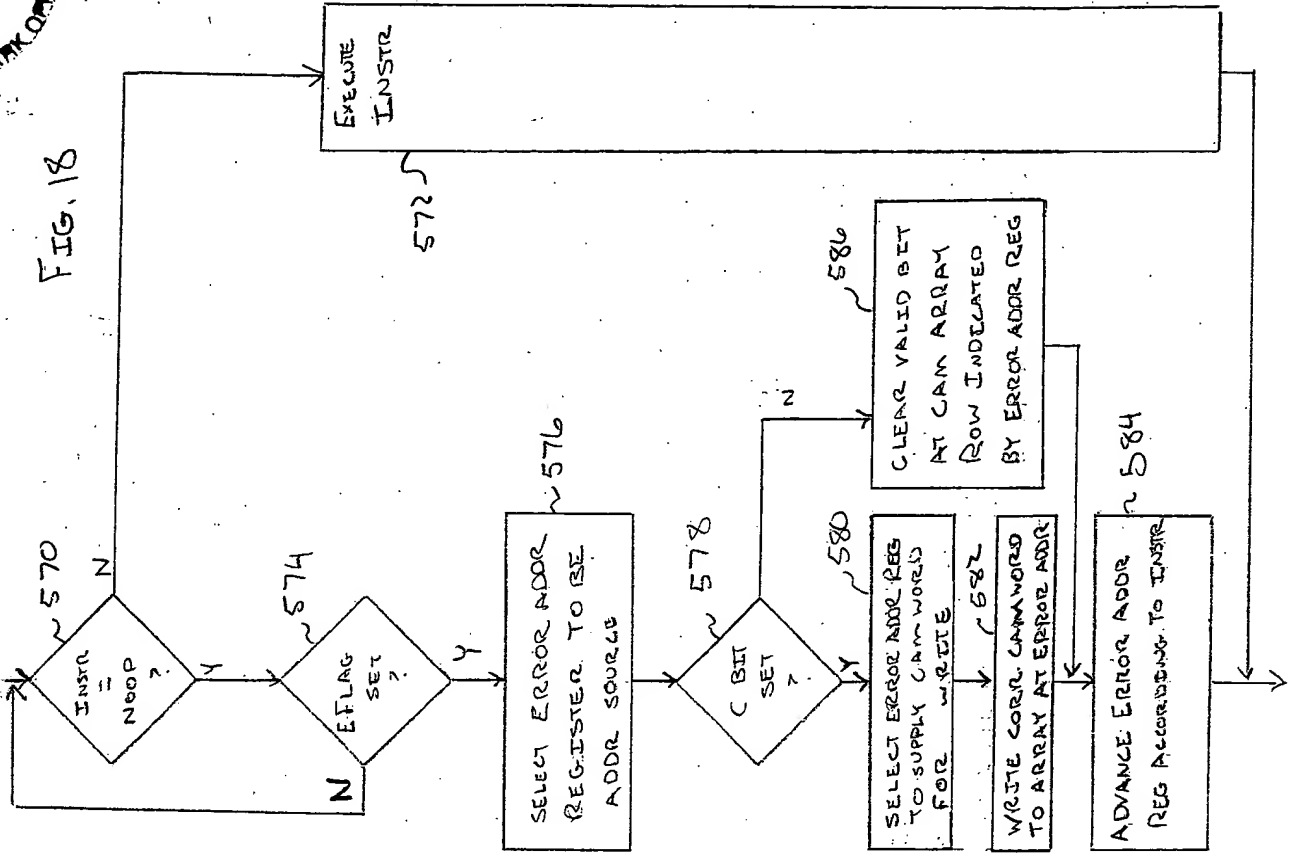 FIG. 18
570
INSTR
=
NOOP
?
N
Y
EXECUTE
INSTR
572
574
EFLAG
SET
?
N
Y
576
SELECT ERROR ADDR
REGISTER TO BE
ADDR SOURCE
578
C BIT
SET
?
N
Y
580
SELECT ERROR ADDR REG
TO SUPPLY CAM WORD
FOR WRITE
586
CLEAR VALID BIT
AT CAM ARRAY
ROW INDICATED
BY ERROR ADDR REG
582
WRITE CORR. CAMWORD
TO ARRAY AT ERROR ADDR
584
ADVANCE ERROR ADDR
REG ACCORDING TO INSTR